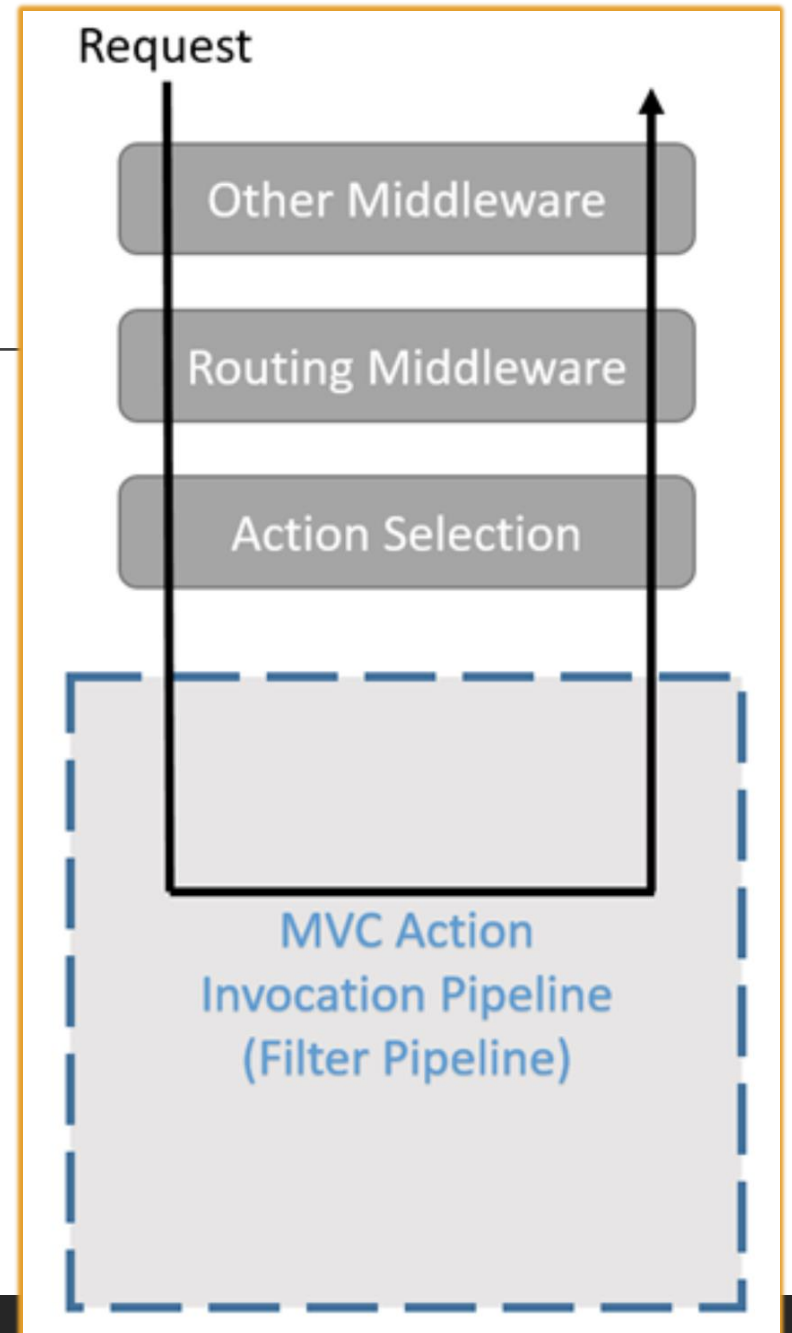 Request
Other Middleware
Routing Middleware
Action Selection
MVC Action
Invocation Pipeline
(Filter Pipeline)